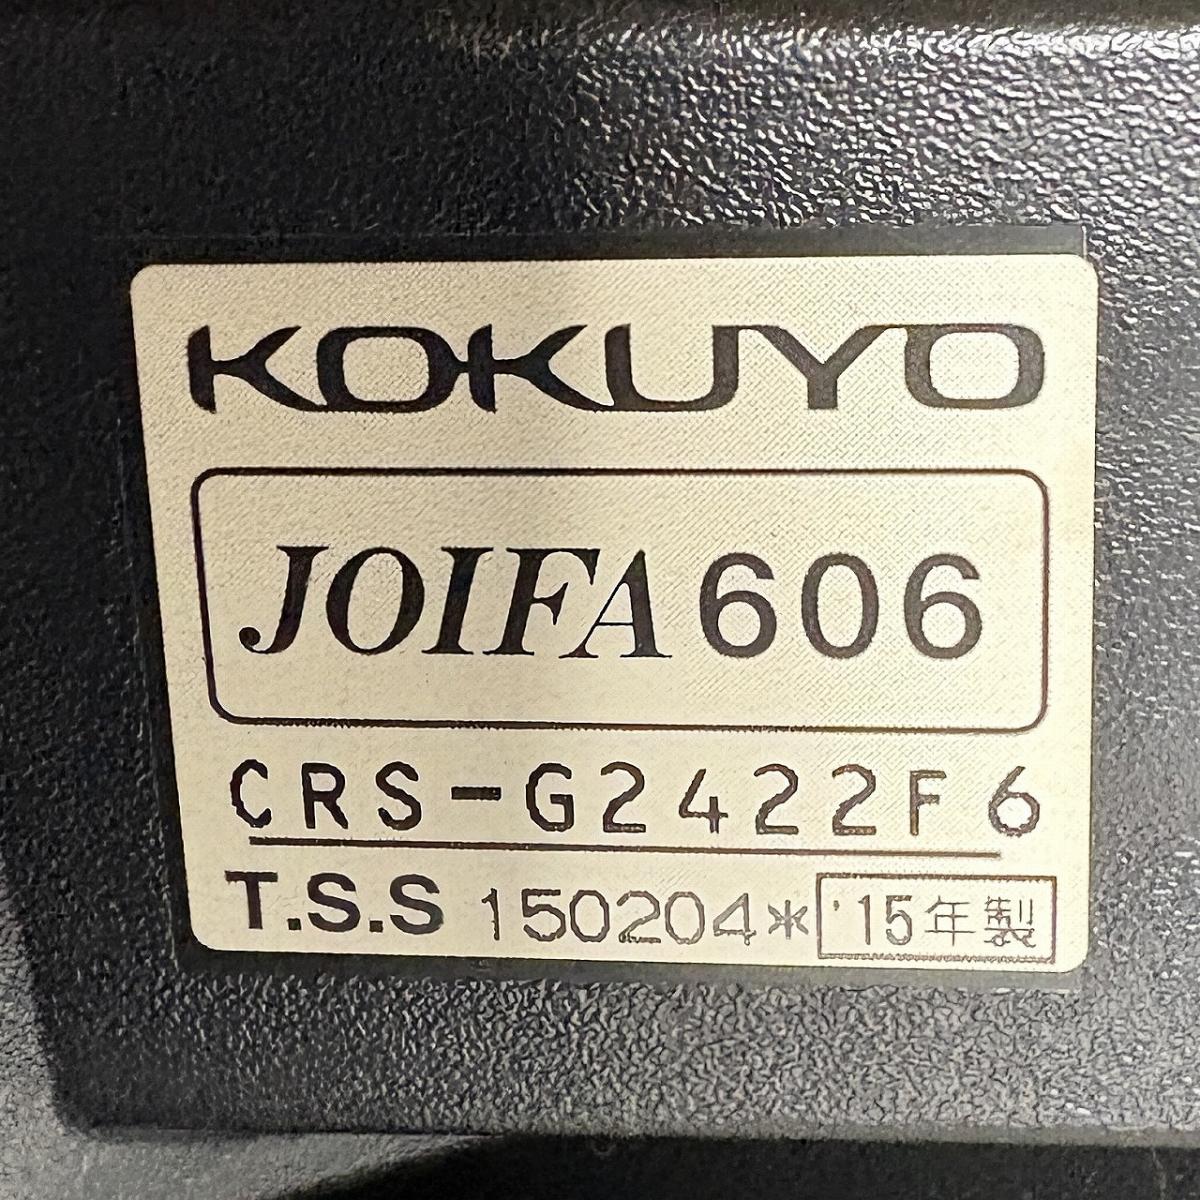 KOKUYO
JOIFA 606
CRS-G2422F6
T.S.S 150204* '15年製